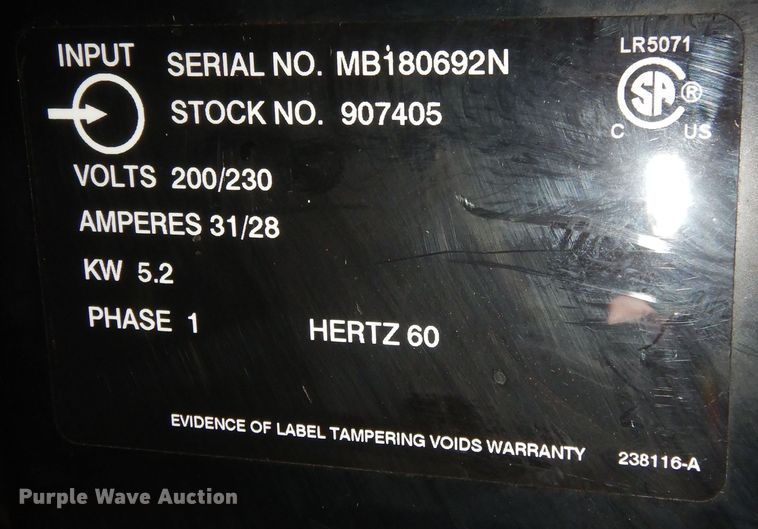 INPUT
SERIAL NO. MB180692N
STOCK NO. 907405
LR5071
SA ®
C US
VOLTS 200/230
AMPERES 31/28
KW 5.2
PHASE 1 HERTZ 60
EVIDENCE OF LABEL TAMPERING VOIDS WARRANTY 238116-A
Purple Wave Auction